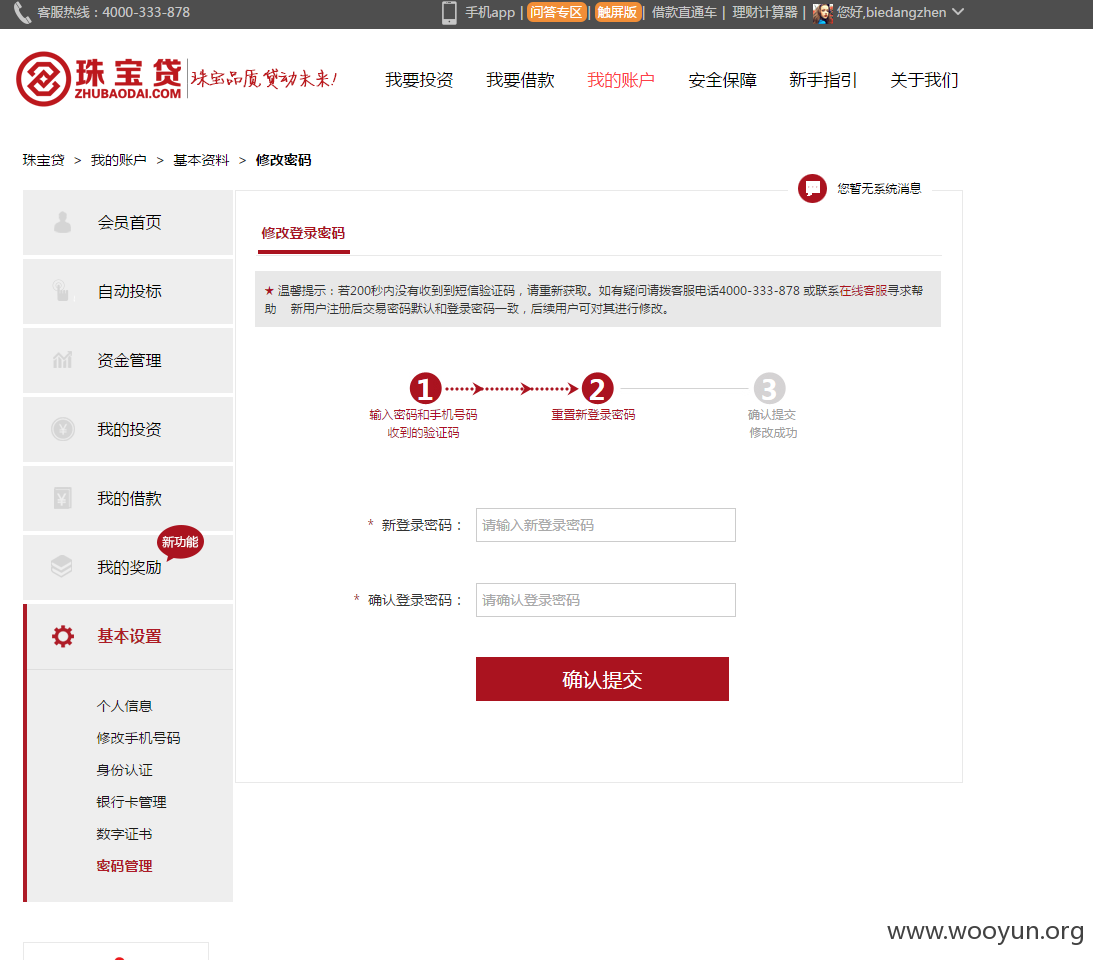 客服热线：4000-333-878
手机app | 问答专区 | 触屏版 | 借款直通车 | 理财计算器 | 您好,biedangzhen
珠宝贷
ZHUBAODAI.COM
珠宝品质 贷动未来!
我要投资 我要借款 我的账户 安全保障 新手指引 关于我们
珠宝贷 > 我的账户 > 基本资料 > 修改密码
您暂无系统消息
会员首页
自动投标
资金管理
我的投资
我的借款
新功能
我的奖励
基本设置
个人信息
修改手机号码
身份认证
银行卡管理
数字证书
密码管理
修改登录密码
★ 温馨提示：若200秒内没有收到到短信验证码，请重新获取。如有疑问请拨客服电话4000-333-878 或联系在线客服寻求帮
助 新用户注册后交易密码默认和登录密码一致，后续用户可对其进行修改。
1 2 3
输入密码和手机号码 重置新登录密码 确认提交
收到的验证码 修改成功
* 新登录密码： 请输入新登录密码
* 确认登录密码： 请确认登录密码
确认提交
www.wooyun.org